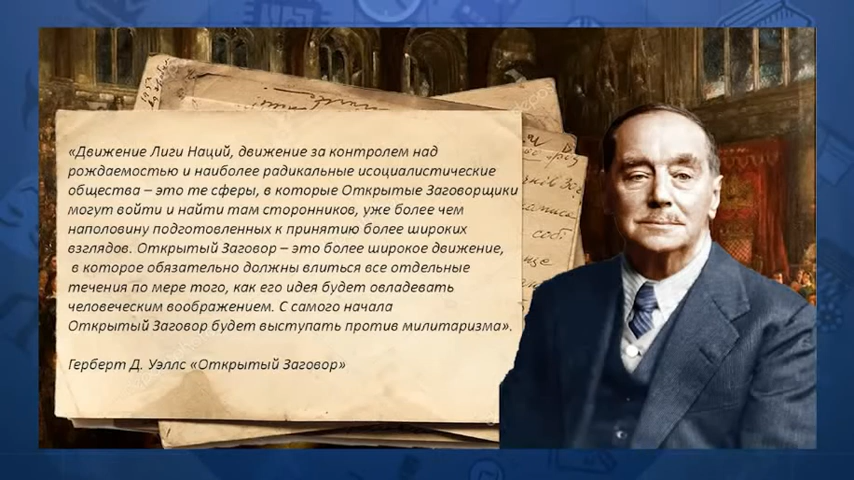 «Движение Лиги Наций, движение за контролем над
рождаемостью и наиболее радикальные исоциалистические
общества – это те сферы, в которые Открытые Заговорщики
могут войти и найти там сторонников, уже более чем
наполовину подготовленных к принятию более широких
взглядов. Открытый Заговор – это более широкое движение,
в которое обязательно должны влиться все отдельные
течения по мере того, как его идея будет овладевать
человеческим воображением. С самого начала
Открытый Заговор будет выступать против милитаризма».
Герберт Д. Уэллс «Открытый Заговор»